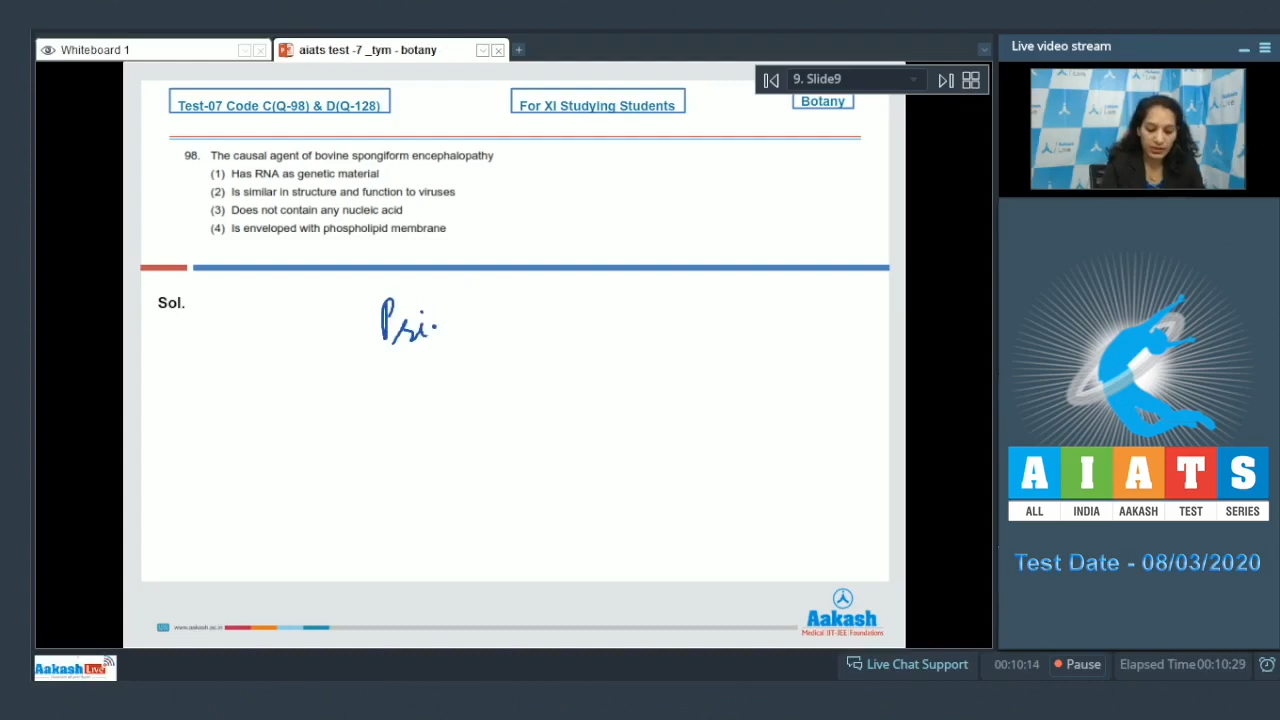 Whiteboard 1
aiats test -7 _tym - botany
Live video stream
9. Slide9
Test-07 Code C(Q-98) & D(Q-128)
For XI Studying Students
Botany
98. The causal agent of bovine spongiform encephalopathy
(1) Has RNA as genetic material
(2) Is similar in structure and function to viruses
(3) Does not contain any nucleic acid
(4) Is enveloped with phospholipid membrane
Sol.
Pri
A I A T S
ALL INDIA AAKASH TEST SERIES
Test Date - 08/03/2020
www.aakash.ac.in
Aakash
Medical|IIT-JEE|Foundations
Aakash Live
Live Chat Support
00:10:14
Pause
Elapsed Time 00:10:29